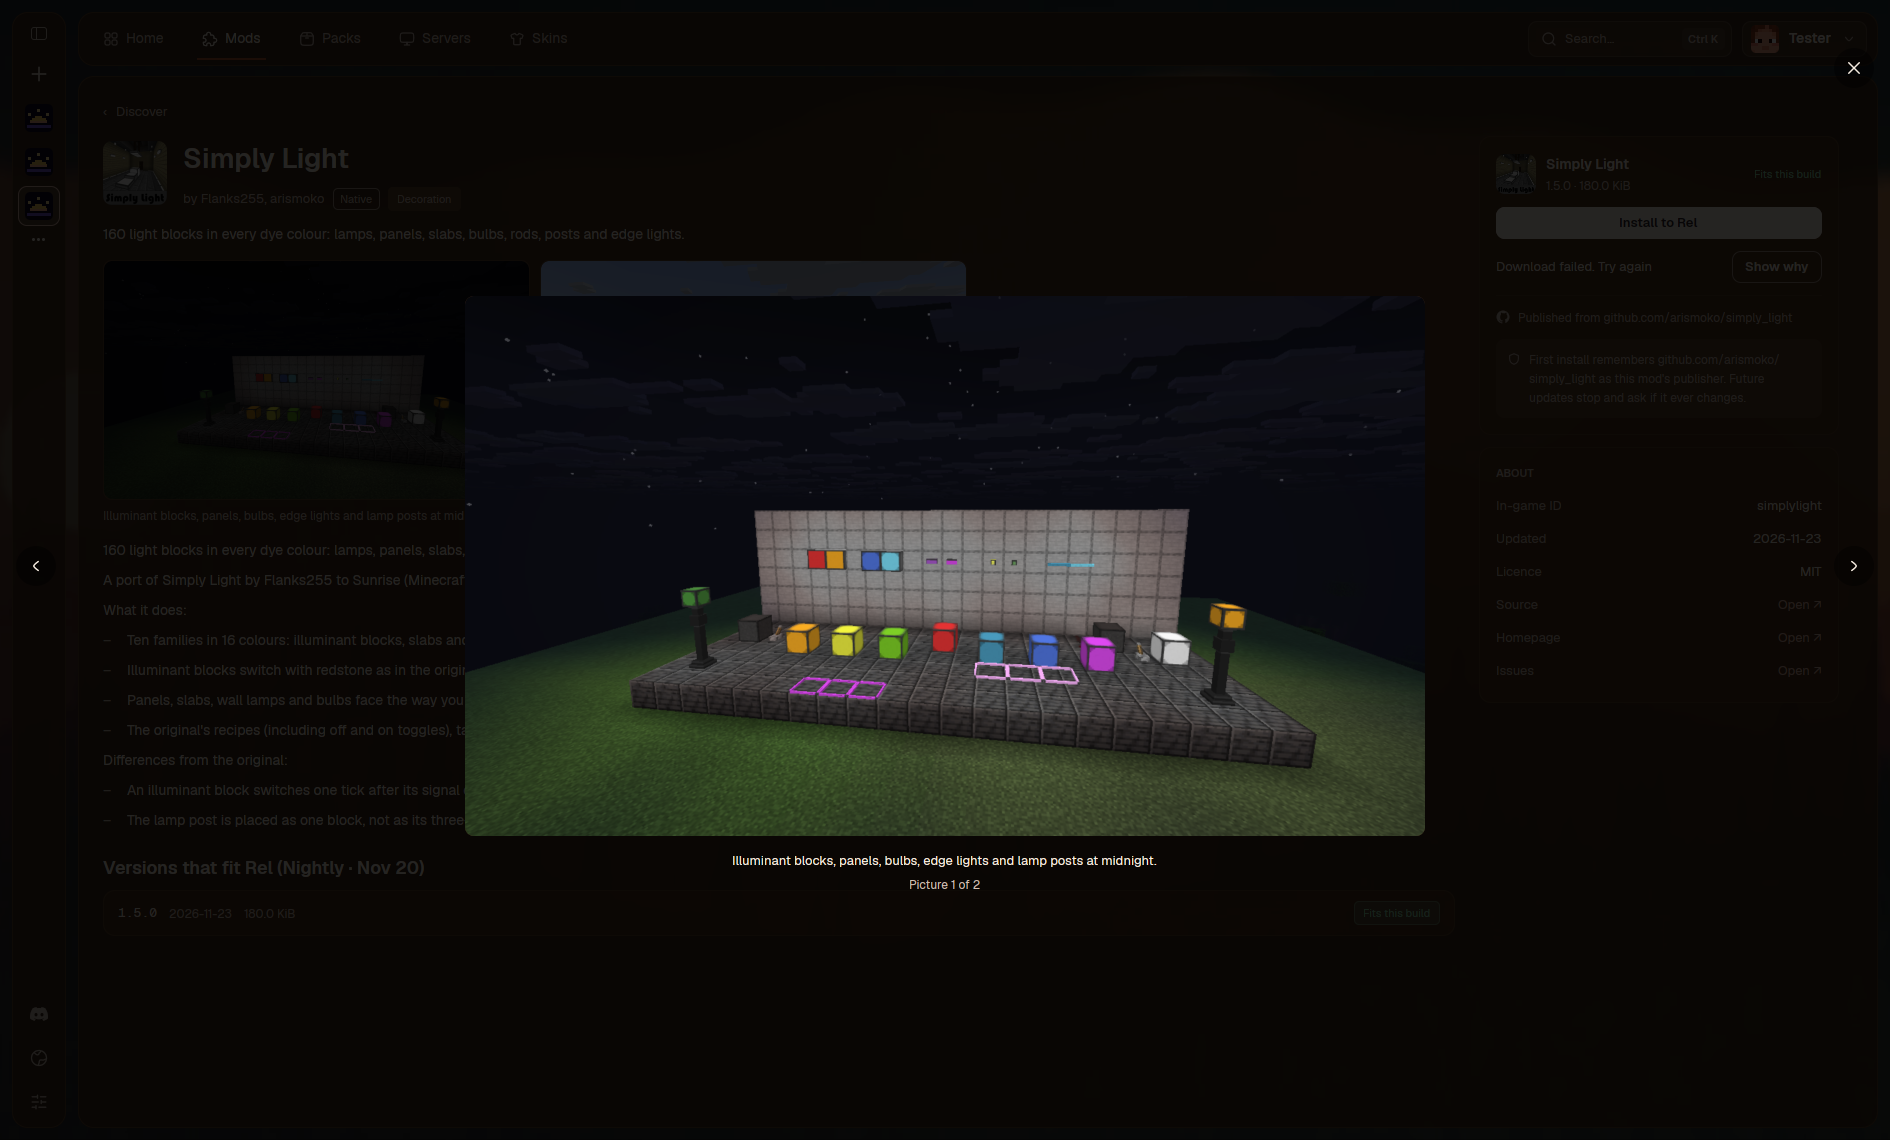 Home
Mods
Packs
Servers
Skins
Search...
Ctrl K
Tester
Discover
Simply Light
by Flanks255, arismoko
Native
Decoration
160 light blocks in every dye colour: lamps, panels, slabs, bulbs, rods, posts and edge lights.
simply light
Illuminant blocks, panels, bulbs, edge lights and lamp posts at mid
160 light blocks in every dye colour: lamps, panels, slabs,
A port of Simply Light by Flanks255 to Sunrise (Minecraf
What it does:
– Ten families in 16 colours: illuminant blocks, slabs and
– Illuminant blocks switch with redstone as in the origin
– Panels, slabs, wall lamps and bulbs face the way you
– The original's recipes (including off and on toggles), ta
Differences from the original:
– An illuminant block switches one tick after its signal
– The lamp post is placed as one block, not as its three
Illuminant blocks, panels, bulbs, edge lights and lamp posts at midnight.
Picture 1 of 2
Versions that fit Rel (Nightly · Nov 20)
1.5.0 2026-11-23 180.0 KiB
Fits this build
Simply Light
1.5.0 · 180.0 KiB
Fits this build
Install to Rel
Download failed. Try again
Show why
Published from github.com/arismoko/simply_light
First install remembers github.com/arismoko/
simply_light as this mod's publisher. Future
updates stop and ask if it ever changes.
ABOUT
In-game ID simplylight
Updated 2026-11-23
Licence MIT
Source Open ↗
Homepage Open ↗
Issues Open ↗